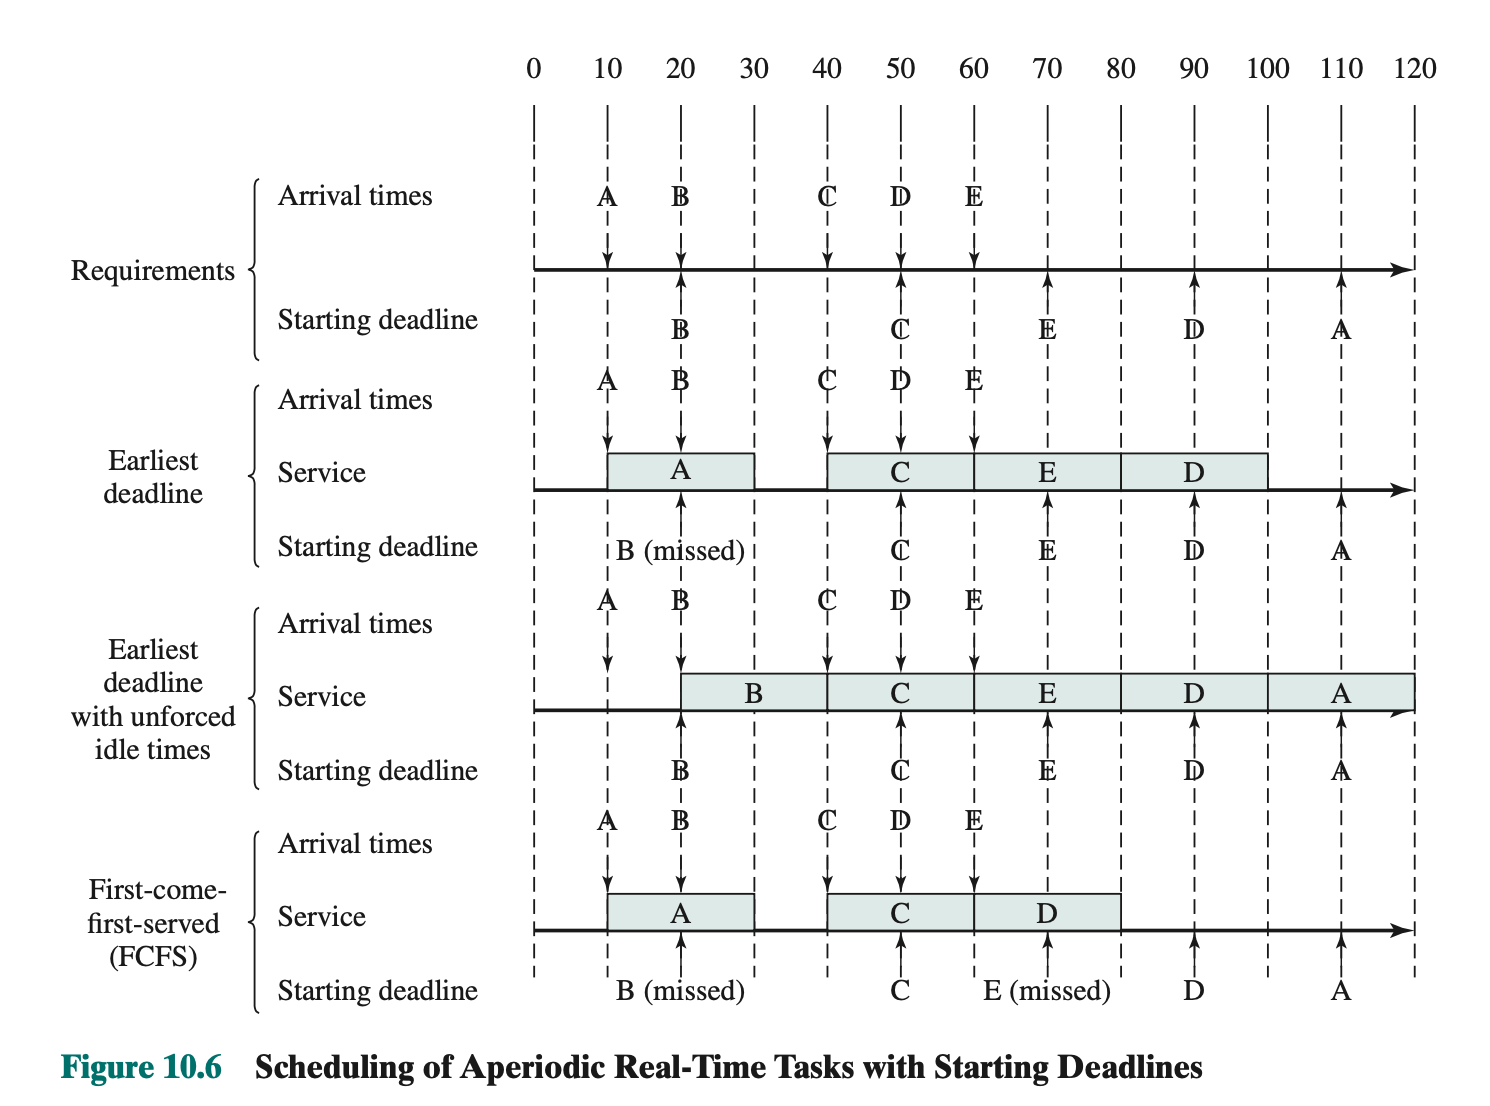 0 10 20 30 40 50 60 70 80 90 100 110 120
Arrival times
A B C D E
Requirements
Starting deadline
B C E D A
A B C D E
Arrival times
Earliest
deadline
Service
A C E D
Starting deadline
B (missed) C E D A
A B C D E
Arrival times
Earliest
deadline
with unforced
idle times
Service
B C E D A
Starting deadline
B C E D A
A B C D E
Arrival times
First-come-
first-served
(FCFS)
Service
A C D
Starting deadline
B (missed) C E (missed) D A
Figure 10.6 Scheduling of Aperiodic Real-Time Tasks with Starting Deadlines